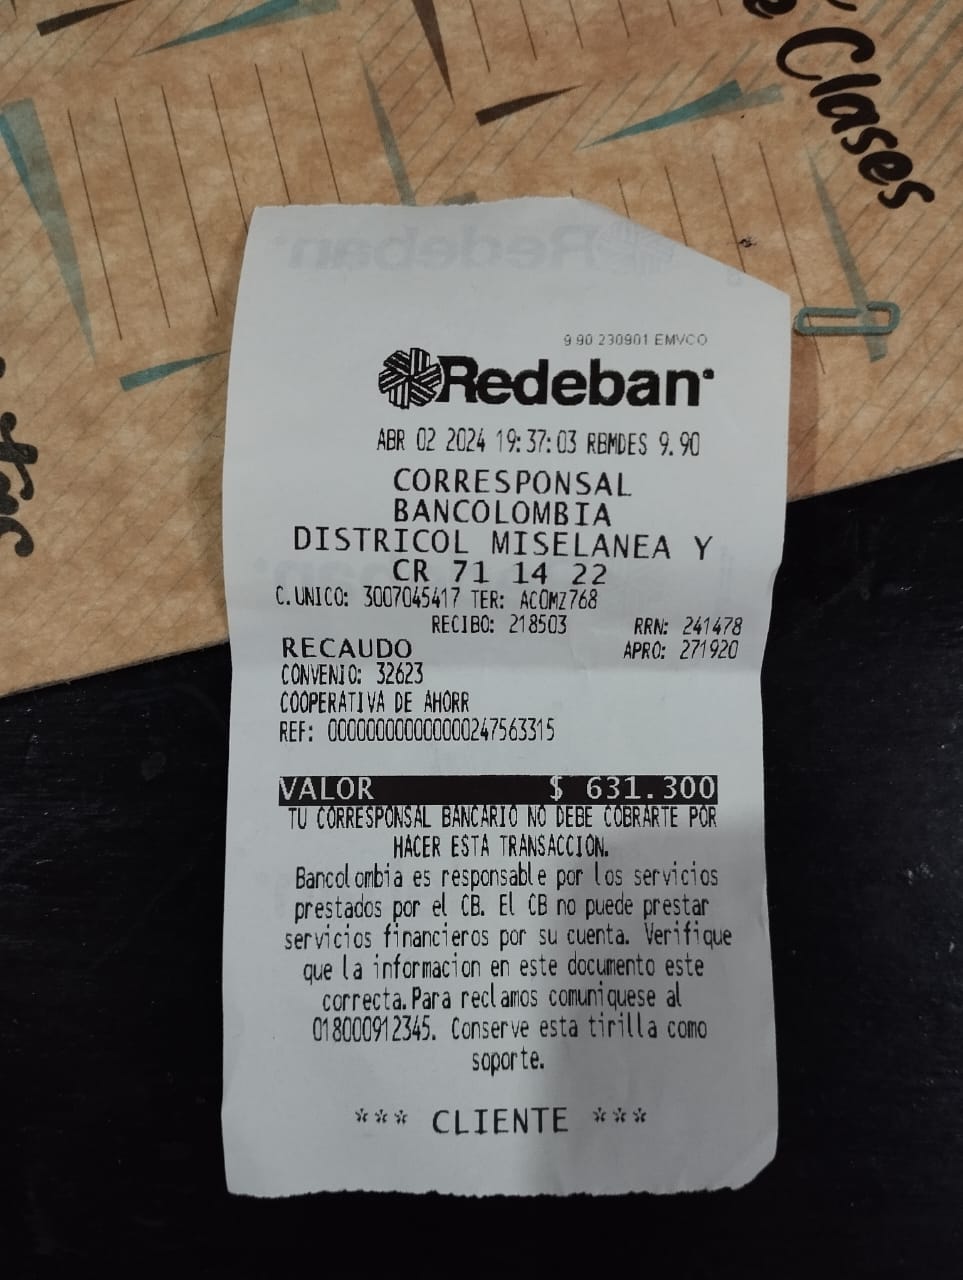 Clases
9 90 230901 EMVCO
Redeban
ABR 02 2024 19:37:03 RBMDES 9.90
CORRESPONSAL
BANCOLOMBIA
DISTRICOL MISELANEA Y
CR 71 14 22
C.UNICO: 3007045417 TER: ACOMZ768
RECIBO: 218503 RRN: 241478
RECAUDO APRO: 271920
CONVENIO: 32623
COOPERATIVA DE AHORR
REF: 000000000000000247563315
VALOR $ 631.300
TU CORRESPONSAL BANCARIO NO DEBE COBRARTE POR
HACER ESTA TRANSACCION.
Bancolombia es responsable por los servicios
prestados por el CB. El CB no puede prestar
servicios financieros por su cuenta. Verifique
que la informacion en este documento este
correcta.Para reclamos comuniquese al
018000912345. Conserve esta tirilla como
soporte.
*** CLIENTE ***